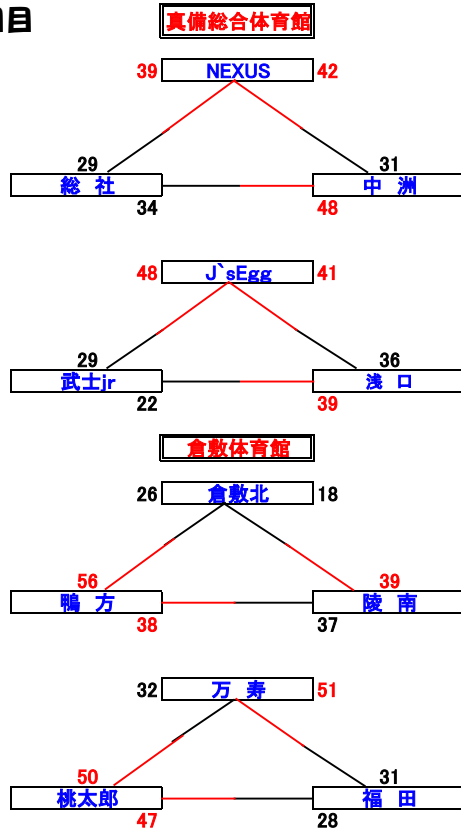 目
真備総合体育館
39 NEXUS 42
29 31
総 社 中 洲
34 48
48 J`sEgg 41
29 36
武士jr 浅 口
22 39
倉敷体育館
26 倉敷北 18
56 39
鴨 方 陵 南
38 37
32 万 寿 51
50 31
桃太郎 福 田
47 28